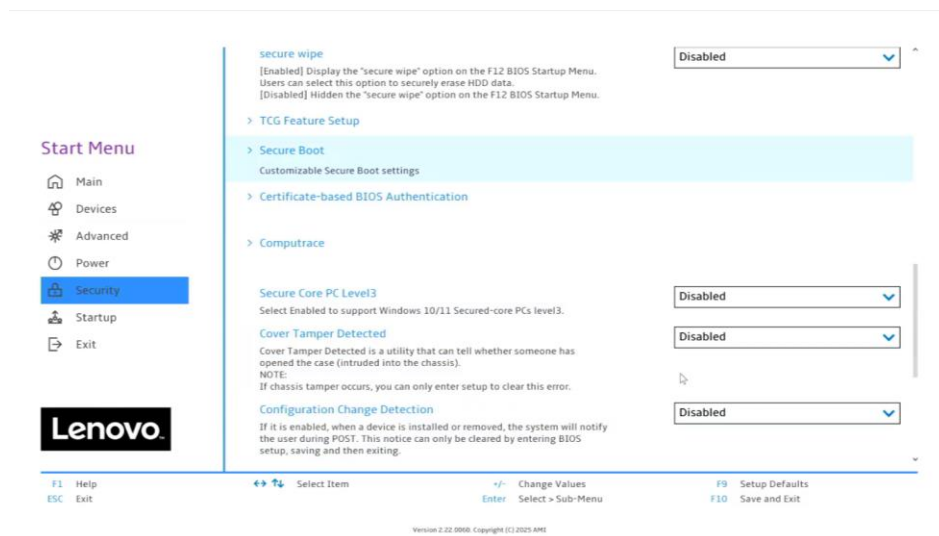 secure wipe
Disabled
[Enabled] Display the "secure wipe" option on the F12 BIOS Startup Menu.
Users can select this option to securely erase HDD data.
[Disabled] Hidden the "secure wipe" option on the F12 BIOS Startup Menu.
> TCG Feature Setup
Start Menu
Main
Devices
Advanced
Power
Security
Startup
Exit
> Secure Boot
Customizable Secure Boot settings
> Certificate-based BIOS Authentication
> Computrace
Secure Core PC Level3
Disabled
Select Enabled to support Windows 10/11 Secured-core PCs level3.
Cover Tamper Detected
Disabled
Cover Tamper Detected is a utility that can tell whether someone has
opened the case (intruded into the chassis).
NOTE:
If chassis tamper occurs, you can only enter setup to clear this error.
Configuration Change Detection
Disabled
If it is enabled, when a device is installed or removed, the system will notify
the user during POST. This notice can only be cleared by entering BIOS
setup, saving and then exiting.
Lenovo
F1 Help
ESC Exit
↔ ↑↓ Select Item
+/- Change Values
Enter Select > Sub-Menu
F9 Setup Defaults
F10 Save and Exit
Version 2.22.0060. Copyright (C) 2025 AMI